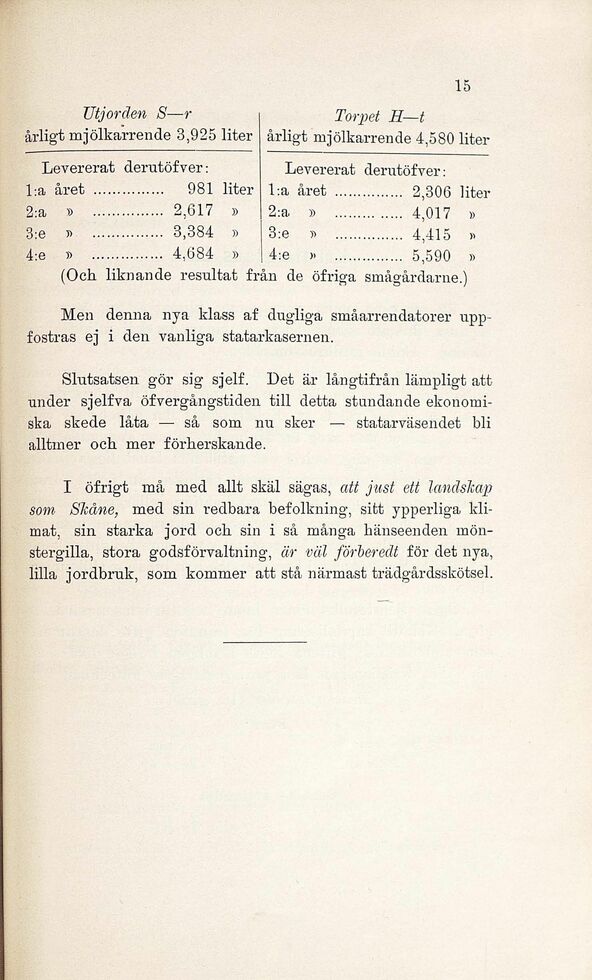 15
Utjorden S—r
årligt mjölkarrende 3,925 liter
Levererat derutöfver:
1:a året ............... 981 liter
2:a » ............... 2,617 »
3:e » ............... 3,384 »
4:e » ............... 4,684 »
Torpet H—t
årligt mjölkarrende 4,580 liter
Levererat derutöfver:
1:a året ............... 2,306 liter
2:a » ............... 4,017 »
3:e » ............... 4,415 »
4:e » ............... 5,590 »
(Och liknande resultat från de öfriga smågårdarne.)
Men denna nya klass af dugliga småarrendatorer upp-
fostras ej i den vanliga statarkasernen.
Slutsatsen gör sig sjelf. Det är långtifrån lämpligt att
under sjelfva öfvergångstiden till detta stundande ekonomi-
ska skede låta — så som nu sker — statarväsendet bli
alltmer och mer förherskande.
I öfrigt må med allt skäl sägas, att just ett landskap
som Skåne, med sin redbara befolkning, sitt ypperliga kli-
mat, sin starka jord och sin i så många hänseenden mön-
stergilla, stora godsförvaltning, är väl förberedt för det nya,
lilla jordbruk, som kommer att stå närmast trädgårdsskötsel.